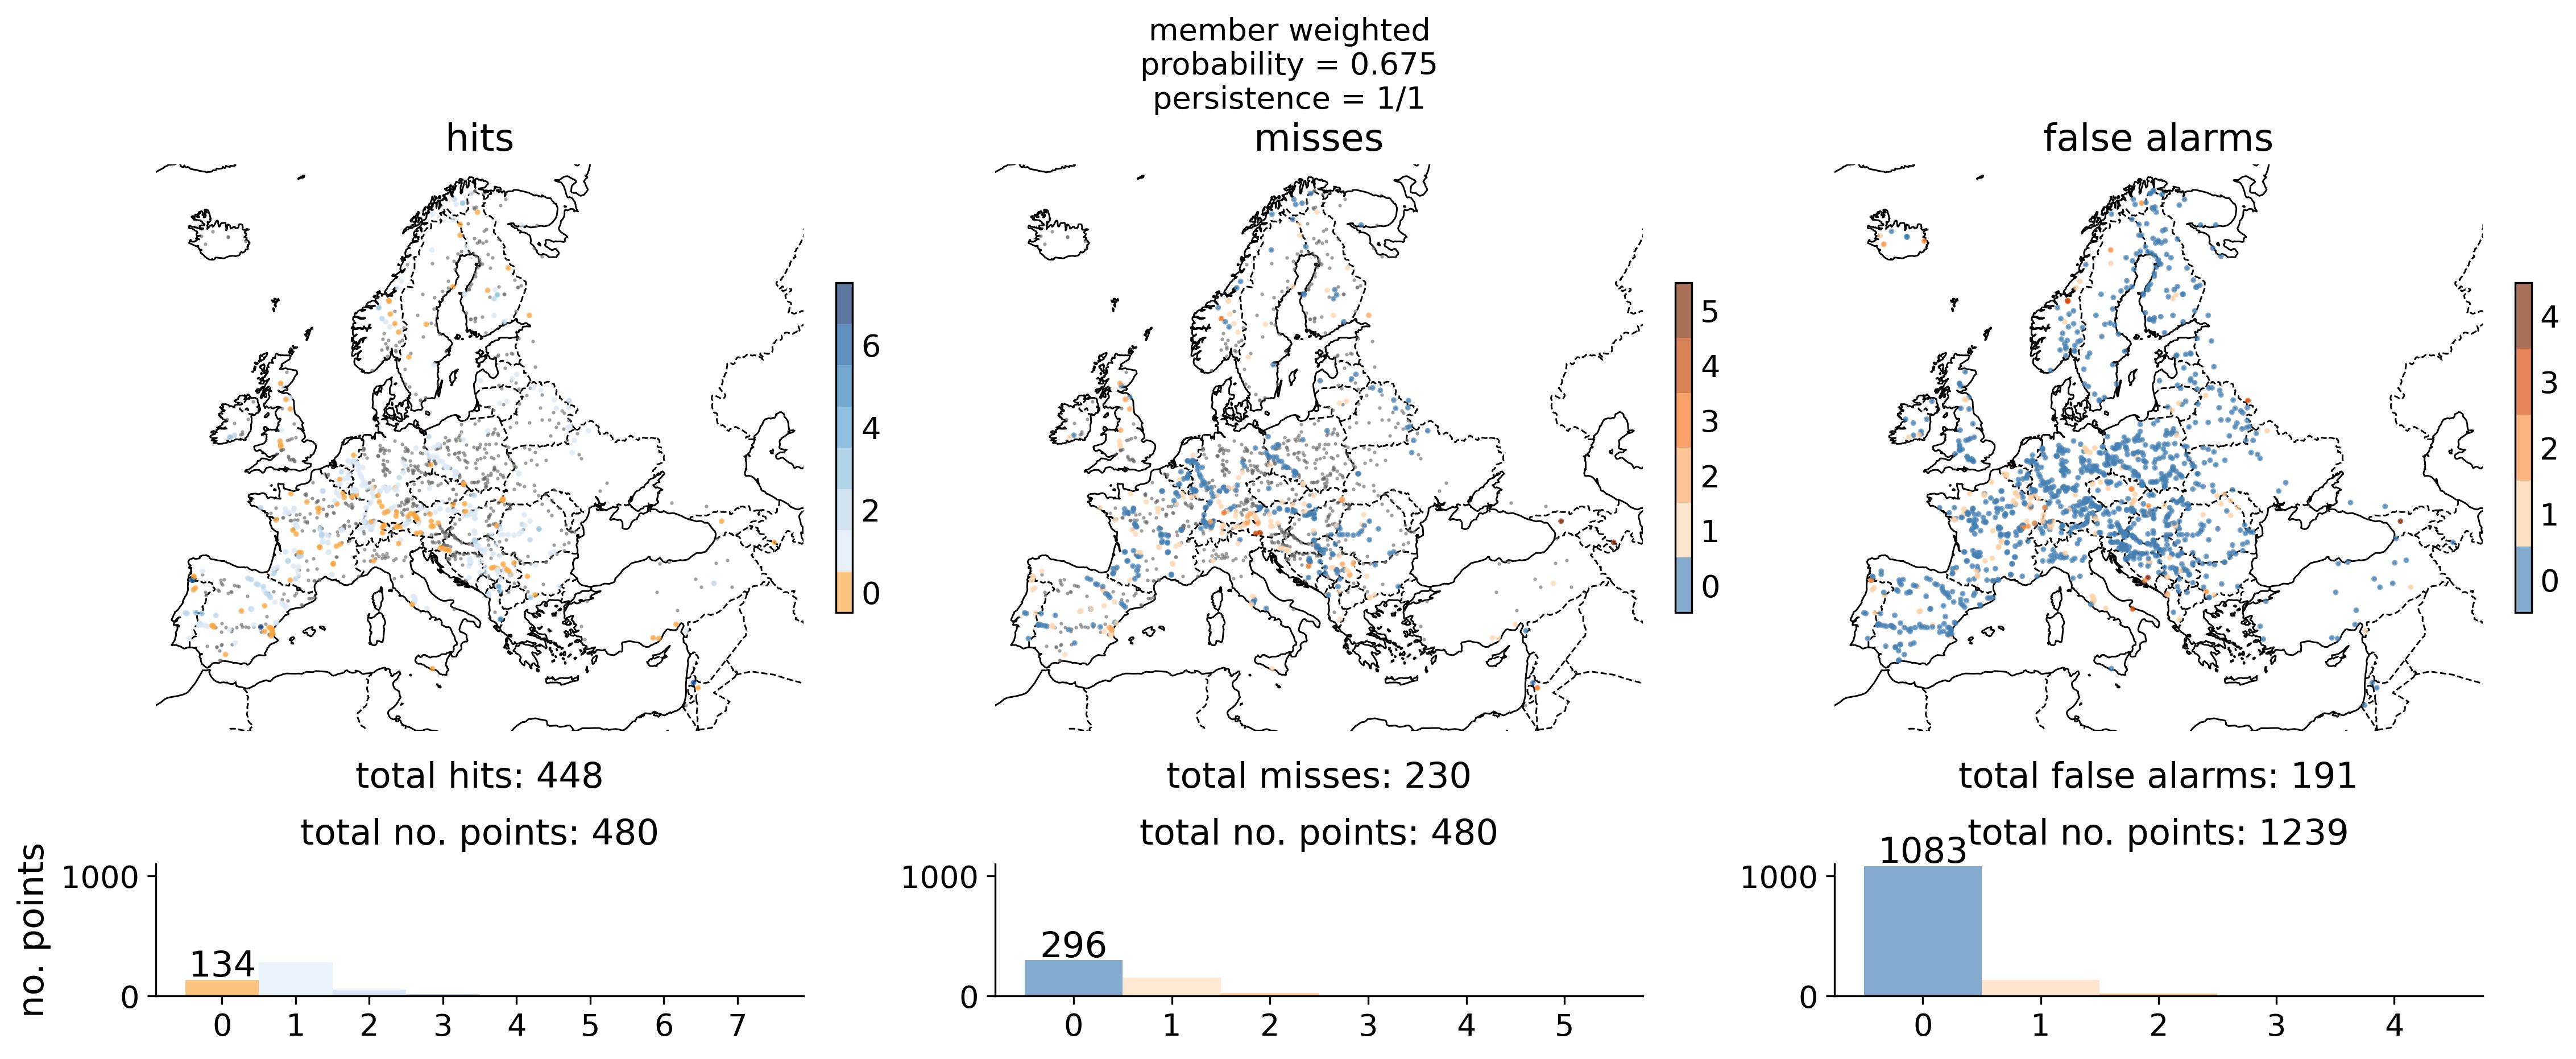 member weighted
probability = 0.675
persistence = 1/1
hits
misses
false alarms
6
4
2
0
5
4
3
2
1
0
4
3
2
1
0
total hits: 448
total misses: 230
total false alarms: 191
total no. points: 480
total no. points: 480
total no. points: 1239
no. points
1000
0
134
0 1 2 3 4 5 6 7
1000
0
296
0 1 2 3 4 5
1000
0
1083
0 1 2 3 4